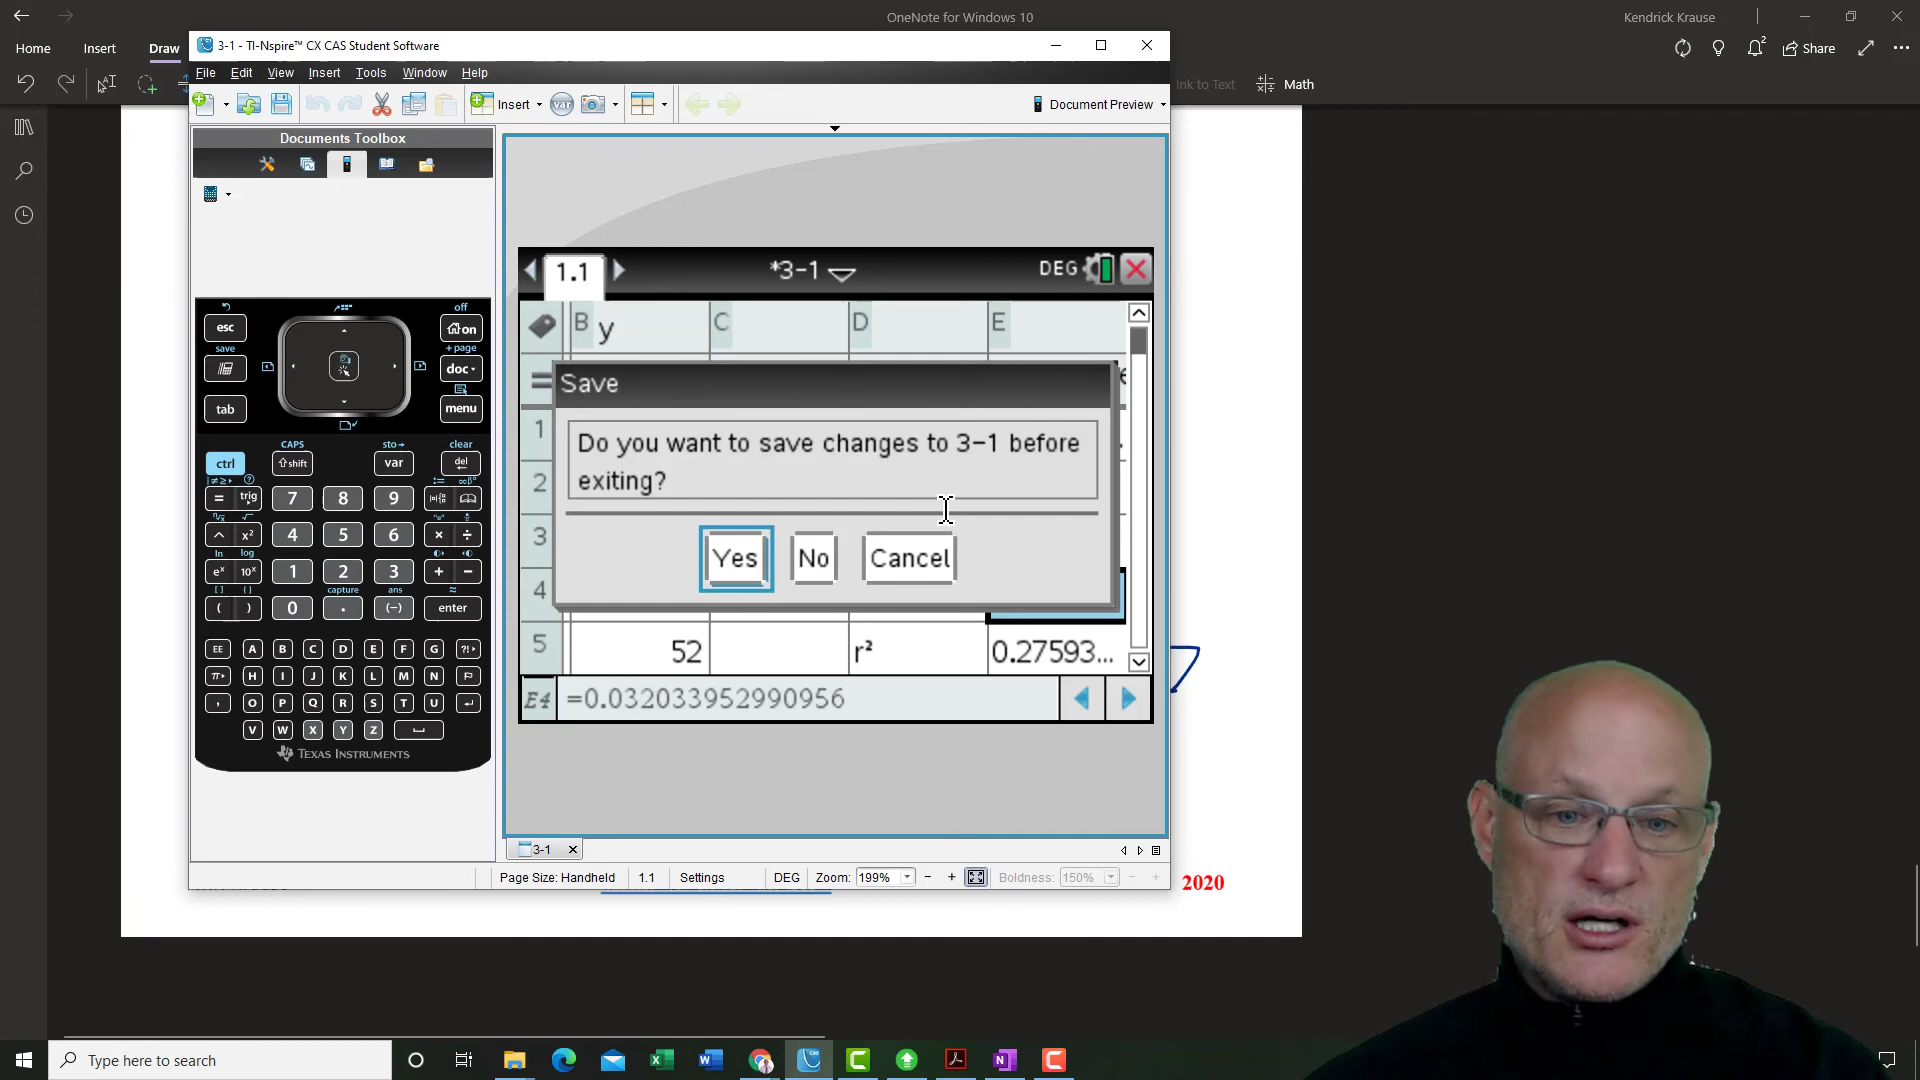 OneNote for Windows 10
Kendrick Krause
Home
Insert
Draw
2
Share
Ink to Text
Math
3-1 - TI-Nspire™ CX CAS Student Software
File Edit View Insert Tools Window Help
Insert
var
Document Preview
Documents Toolbox
1.1
*3-1
DEG
B y
C
D
E
=
1
2
3
4
5
Save
Do you want to save changes to 3-1 before
exiting?
Yes
No
Cancel
52
r²
0.27593...
E4 =0.032033952990956
off
esc
on
save
+ page
doc
tab
menu
CAPS
sto→
clear
ctrl
shift
var
del
= trig 7 8 9
^ x² 4 5 6 × ÷
ln log
eˣ 10ˣ 1 2 3 + −
capture ans
( ) 0 . (−) enter
EE A B C D E F G ?!
π H I J K L M N
, O P Q R S T U
V W X Y Z
TEXAS INSTRUMENTS
3-1
Page Size: Handheld
1.1
Settings
DEG
Zoom: 199%
Boldness: 150%
2020
Type here to search